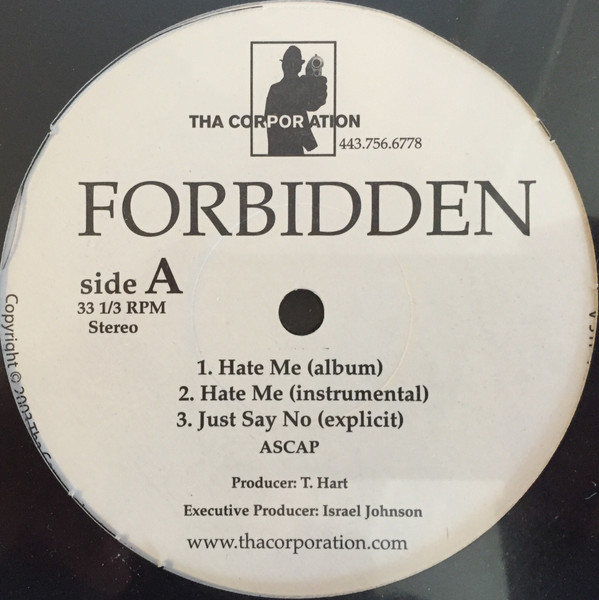 THA CORPORATION
443.756.6778
FORBIDDEN
side A
33 1/3 RPM
Stereo
1. Hate Me (album)
2. Hate Me (instrumental)
3. Just Say No (explicit)
ASCAP
Producer: T. Hart
Executive Producer: Israel Johnson
www.thacorporation.com
Copyright ©